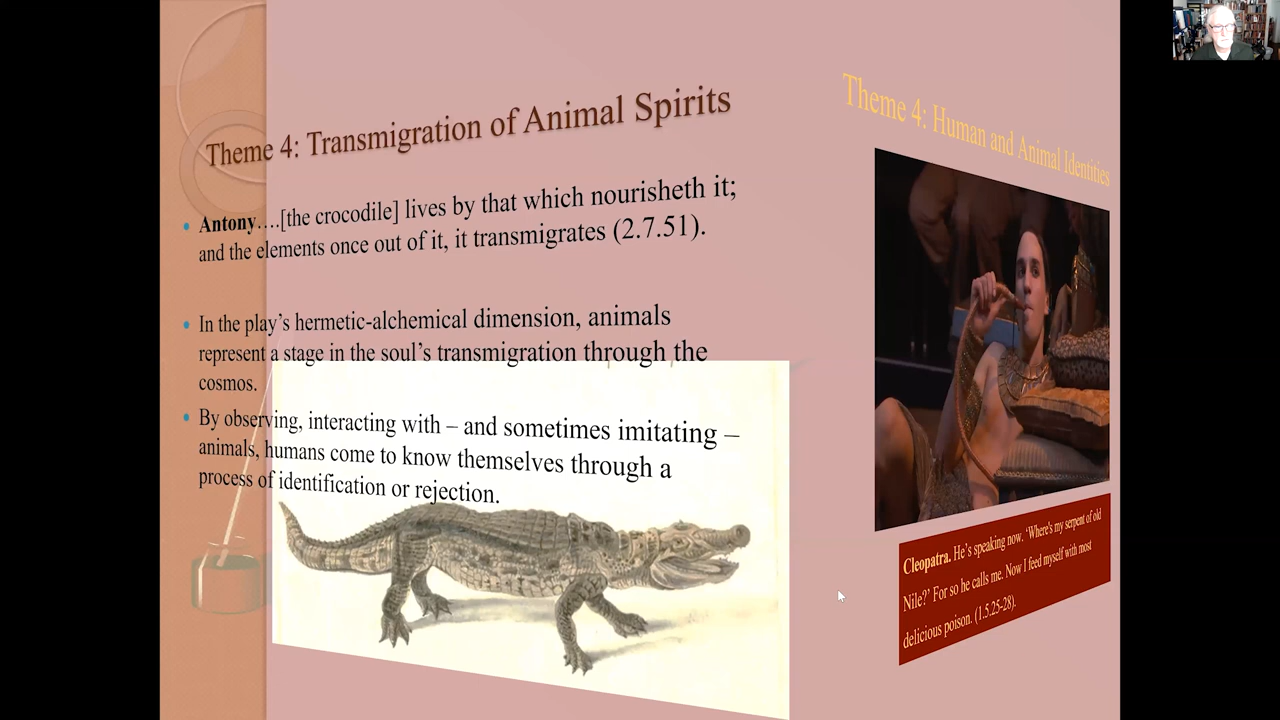 Theme 4: Transmigration of Animal Spirits
Antony….[the crocodile] lives by that which nourisheth it;
and the elements once out of it, it transmigrates (2.7.51).
In the play’s hermetic-alchemical dimension, animals
represent a stage in the soul’s transmigration through the
cosmos.
By observing, interacting with – and sometimes imitating –
animals, humans come to know themselves through a
process of identification or rejection.
Theme 4: Human and Animal Identities
Cleopatra. He’s speaking now. ‘Where's my serpent of old
Nile?’ For so he calls me. Now I feed myself with most
delicious poison. (1.5.25-28).